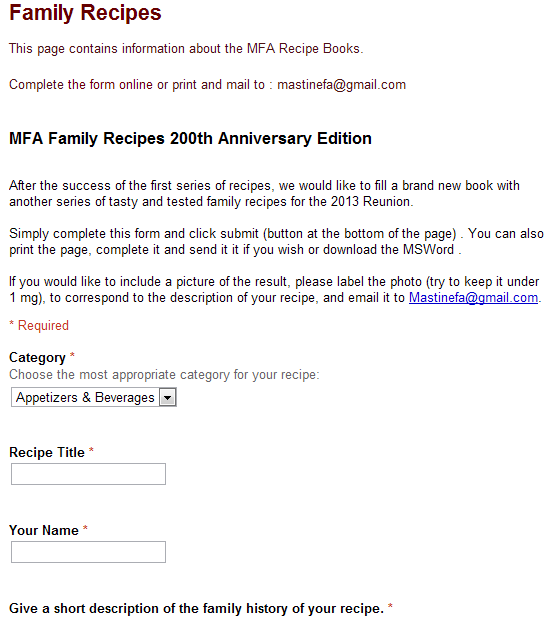 Family Recipes
This page contains information about the MFA Recipe Books.
Complete the form online or print and mail to : mastinefa@gmail.com
MFA Family Recipes 200th Anniversary Edition
After the success of the first series of recipes, we would like to fill a brand new book with
another series of tasty and tested family recipes for the 2013 Reunion.
Simply complete this form and click submit (button at the bottom of the page) . You can also
print the page, complete it and send it it if you wish or download the MSWord .
If you would like to include a picture of the result, please label the photo (try to keep it under
1 mg), to correspond to the description of your recipe, and email it to Mastinefa@gmail.com.
* Required
Category *
Choose the most appropriate category for your recipe:
Appetizers & Beverages
Recipe Title *
Your Name *
Give a short description of the family history of your recipe. *